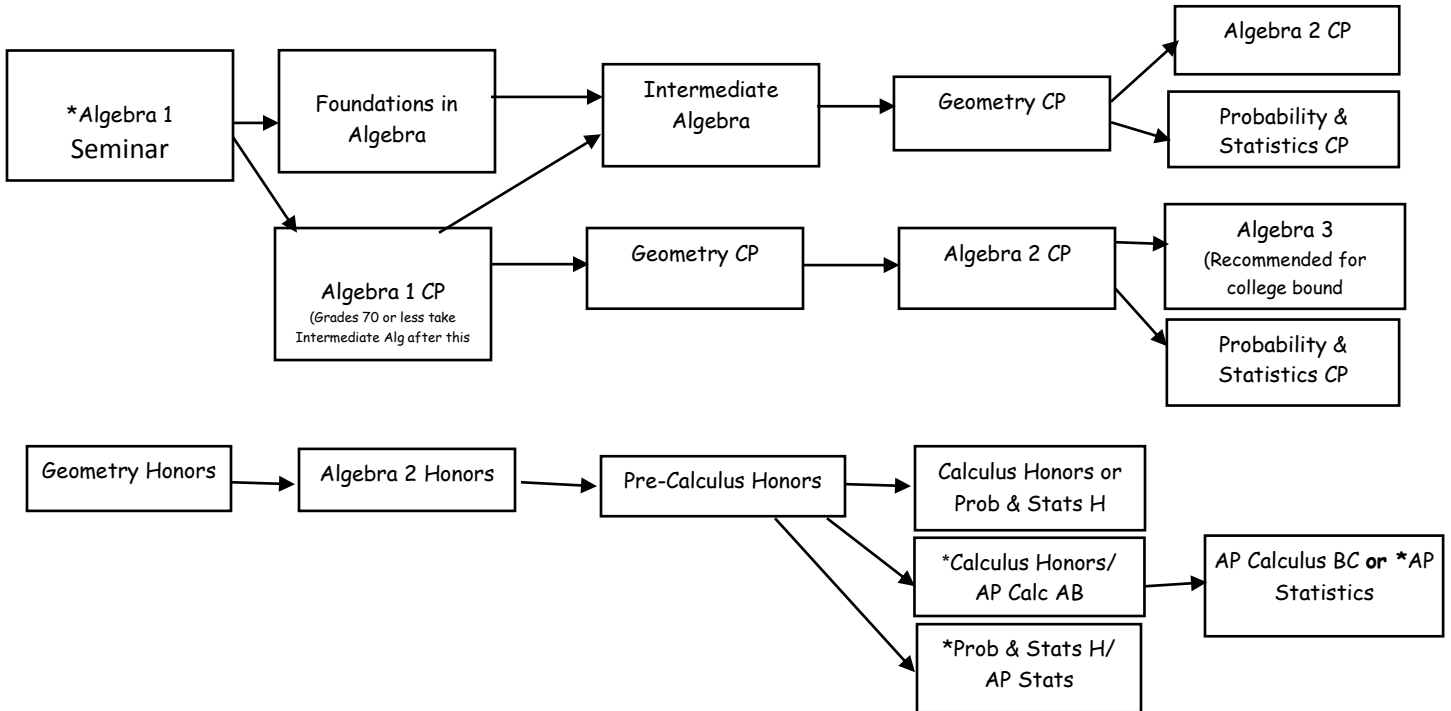 *Algebra 1
Seminar
Foundations in
Algebra
Intermediate
Algebra
Geometry CP
Algebra 2 CP
Probability &
Statistics CP
Algebra 1 CP
(Grades 70 or less take
Intermediate Alg after this
Geometry CP
Algebra 2 CP
Algebra 3
(Recommended for
college bound
Probability &
Statistics CP
Geometry Honors
Algebra 2 Honors
Pre-Calculus Honors
Calculus Honors or
Prob & Stats H
*Calculus Honors/
AP Calc AB
AP Calculus BC or *AP
Statistics
*Prob & Stats H/
AP Stats